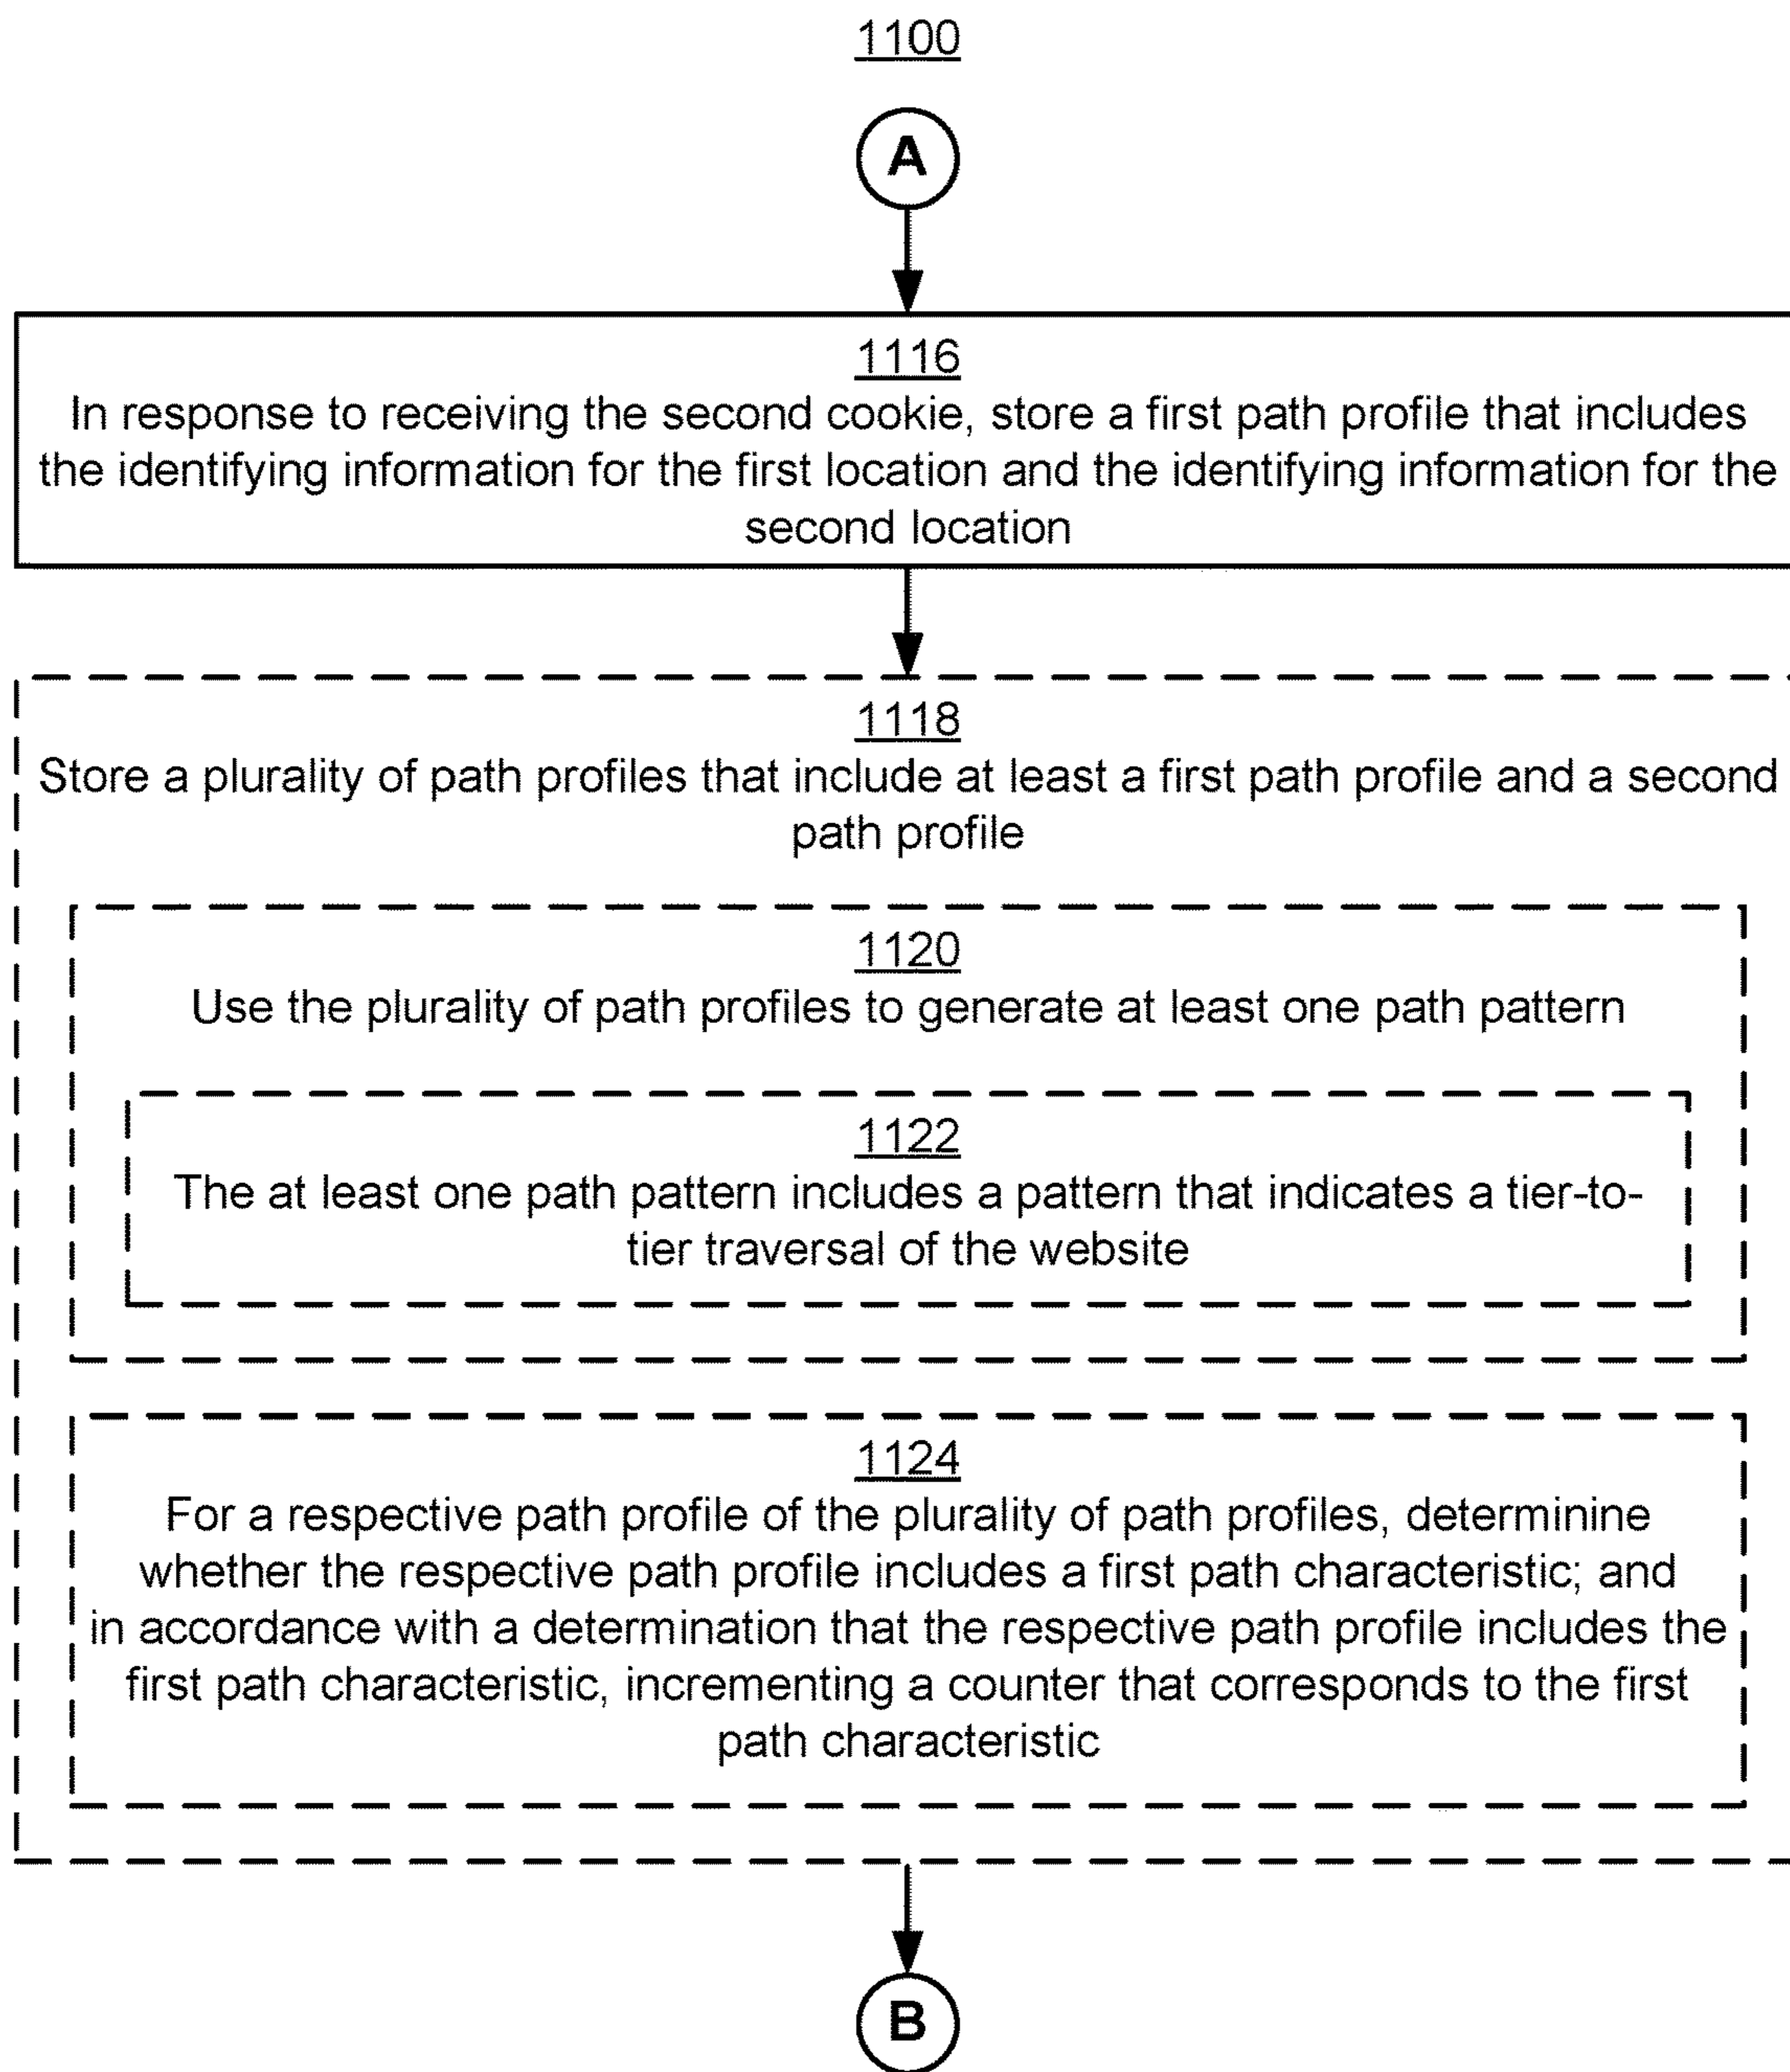 1100
A
1116
In response to receiving the second cookie, store a first path profile that includes
the identifying information for the first location and the identifying information for the
second location
1118
Store a plurality of path profiles that include at least a first path profile and a second
path profile
1120
Use the plurality of path profiles to generate at least one path pattern
1122
The at least one path pattern includes a pattern that indicates a tier-to-
tier traversal of the website
1124
For a respective path profile of the plurality of path profiles, determinine
whether the respective path profile includes a first path characteristic; and
in accordance with a determination that the respective path profile includes the
first path characteristic, incrementing a counter that corresponds to the first
path characteristic
B